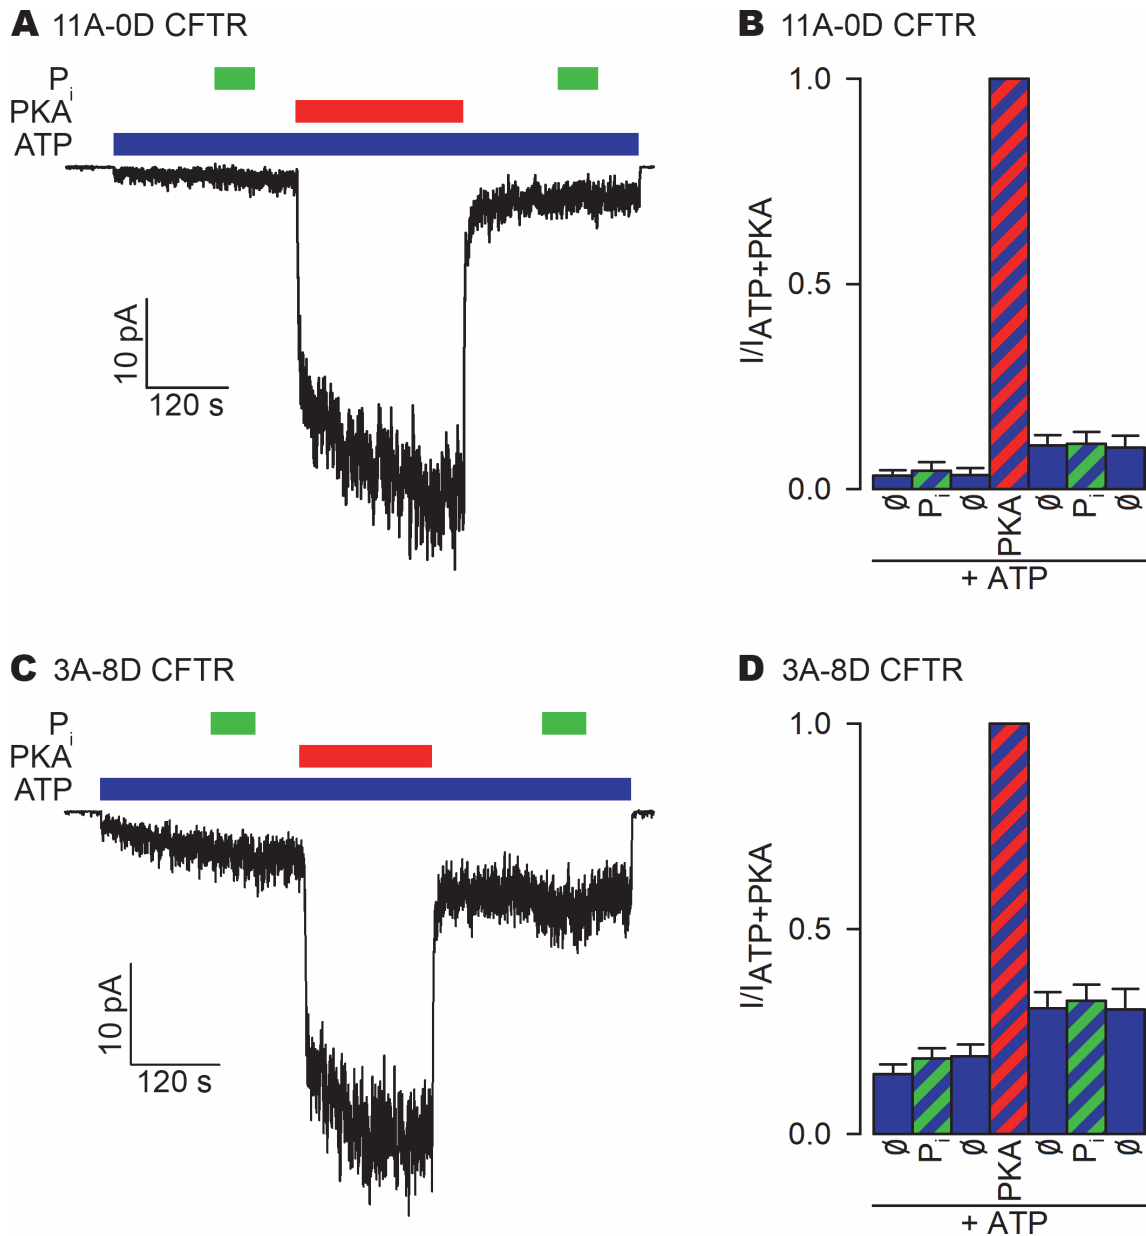 A 11A-0D CFTR
Pi
PKA
ATP
10 pA
120 s
B 11A-0D CFTR
1.0
0.5
0.0
I/IATP+PKA
Ø Pi Ø PKA Ø Pi Ø
+ ATP
C 3A-8D CFTR
Pi
PKA
ATP
10 pA
120 s
D 3A-8D CFTR
1.0
0.5
0.0
I/IATP+PKA
Ø Pi Ø PKA Ø Pi Ø
+ ATP